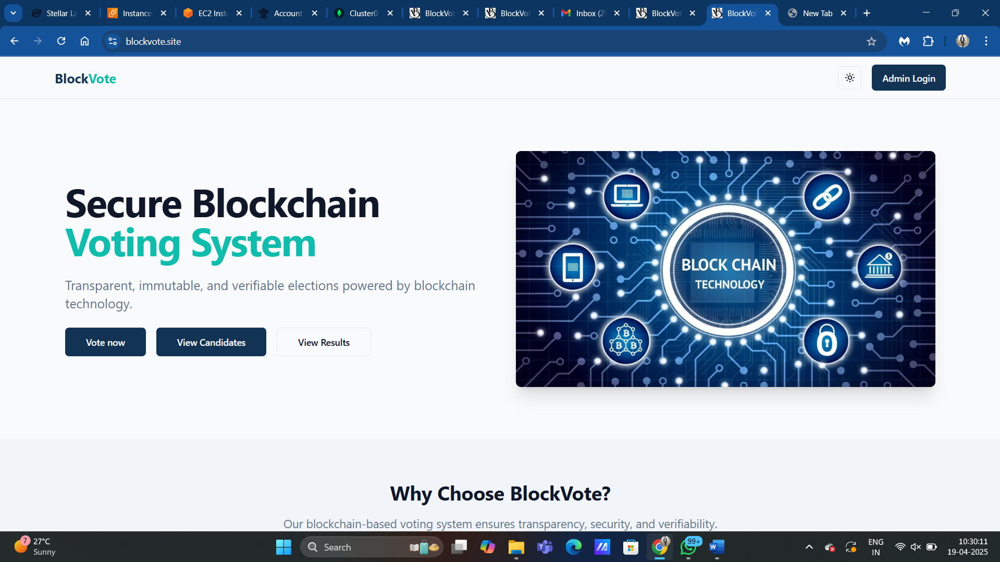 Stellar La
Instance
EC2 Insta
Account
Cluster0
BlockVot
BlockVot
Inbox (2
BlockVot
BlockVot
New Tab
blockvote.site
BlockVote
Admin Login
Secure Blockchain
Voting System
Transparent, immutable, and verifiable elections powered by blockchain
technology.
Vote now
View Candidates
View Results
BLOCK CHAIN
TECHNOLOGY
Why Choose BlockVote?
Our blockchain-based voting system ensures transparency, security, and verifiability.
7
27°C
Sunny
Search
99+
ENG
IN
10:30:11
19-04-2025